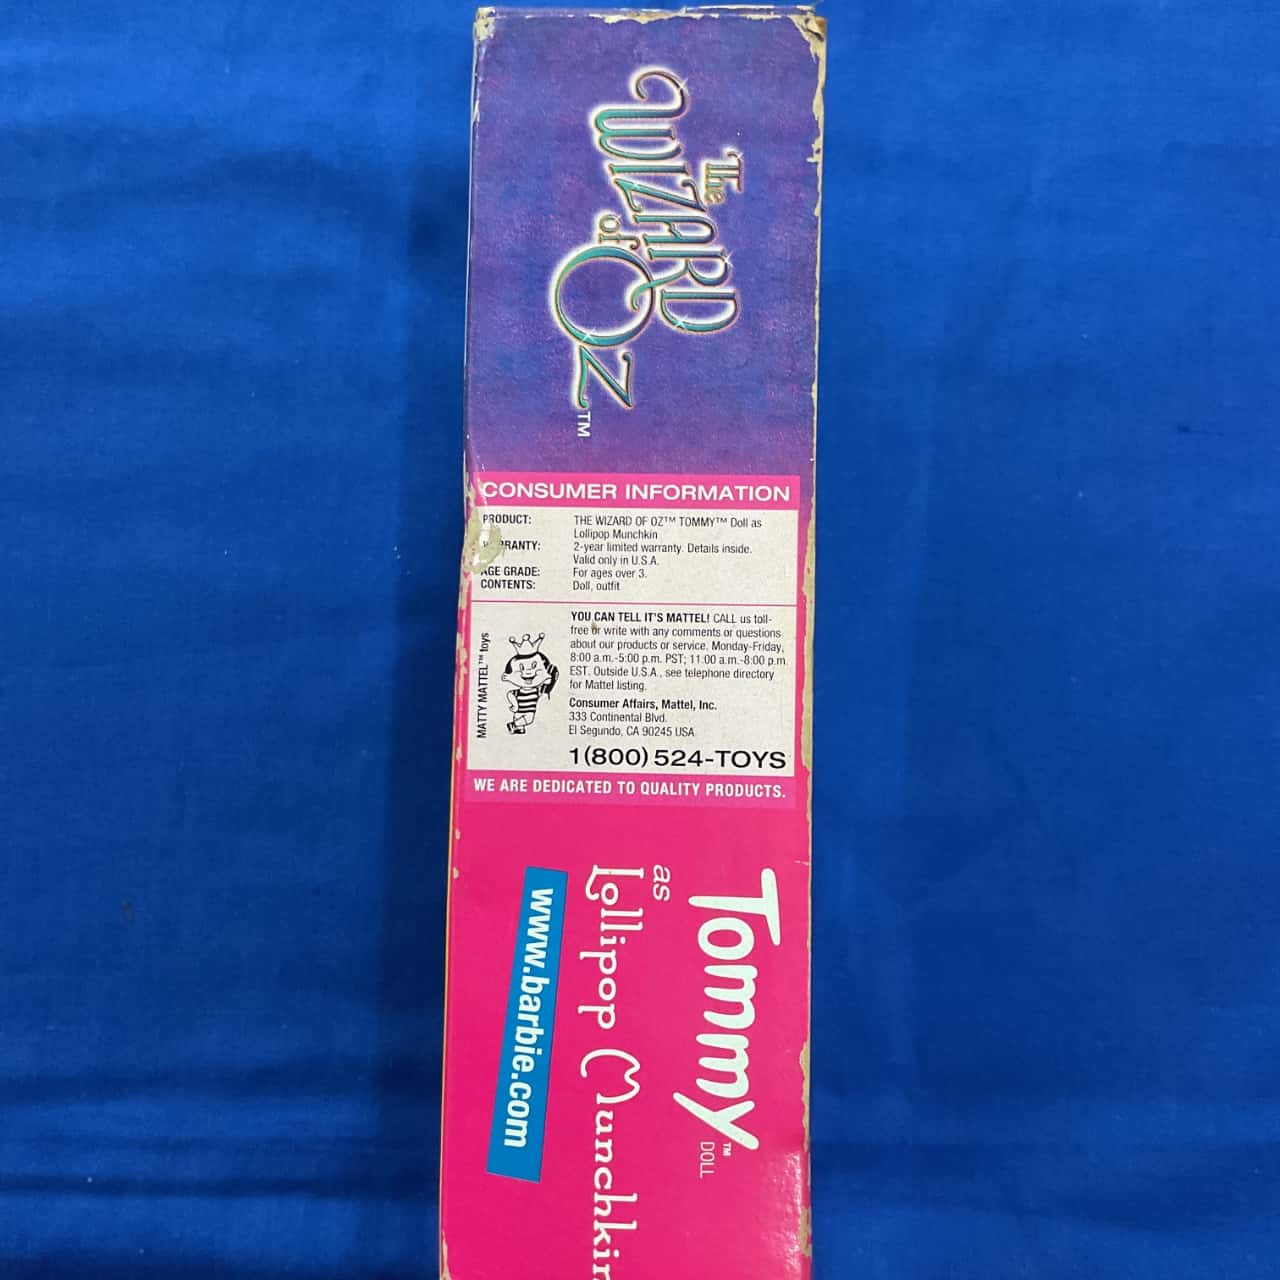 The
WIZARD
of
OZ™
CONSUMER INFORMATION
PRODUCT: THE WIZARD OF OZ™ TOMMY™ Doll as
Lollipop Munchkin
2-year limited warranty. Details inside.
Valid only in U.S.A.
AGE GRADE: For ages over 3.
CONTENTS: Doll, outfit
MATTY MATTEL™ toys
YOU CAN TELL IT'S MATTEL! CALL us toll-
free or write with any comments or questions
about our products or service. Monday-Friday,
8:00 a.m.-5:00 p.m. PST; 11:00 a.m.-8:00 p.m.
EST. Outside U.S.A., see telephone directory
for Mattel listing.
Consumer Affairs, Mattel, Inc.
333 Continental Blvd.
El Segundo, CA 90245 USA
1(800) 524-TOYS
WE ARE DEDICATED TO QUALITY PRODUCTS.
Tommy™ DOLL
as
Lollipop Munchkin
www.barbie.com